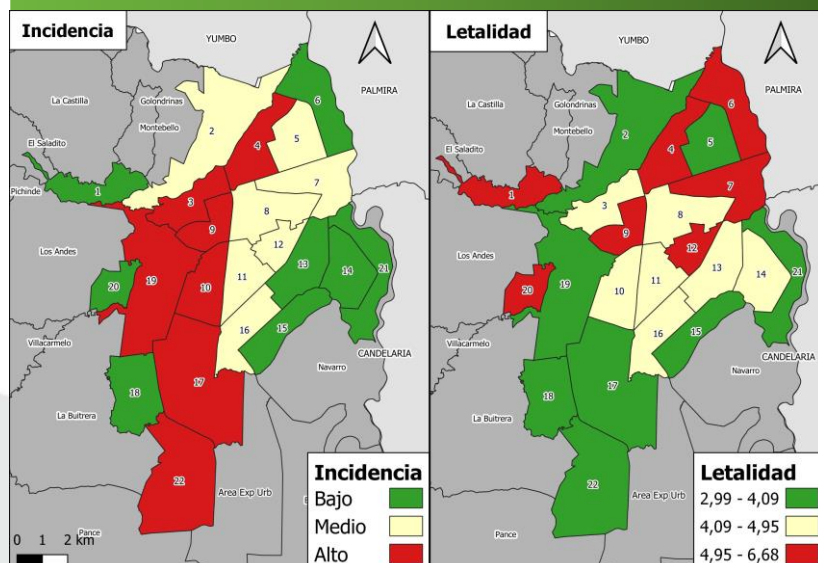 Incidencia
YUMBO
PALMIRA
La Castilla
Golondrinas
Montebello
El Saladito
Pichinde
Los Andes
Villacarmelo
La Buitrera
Pance
Navarro
CANDELARIA
Area Exp Urb
1
2
3
4
5
6
7
8
9
10
11
12
13
14
15
16
17
18
19
20
21
22
0 1 2 km
Incidencia
Bajo
Medio
Alto
Letalidad
YUMBO
PALMIRA
La Castilla
Golondrinas
Montebello
El Saladito
Pichinde
Los Andes
Villacarmelo
La Buitrera
Pance
Navarro
CANDELARIA
Area Exp Urb
1
2
3
4
5
6
7
8
9
10
11
12
13
14
15
16
17
18
19
20
21
22
Letalidad
2,99 - 4,09
4,09 - 4,95
4,95 - 6,68